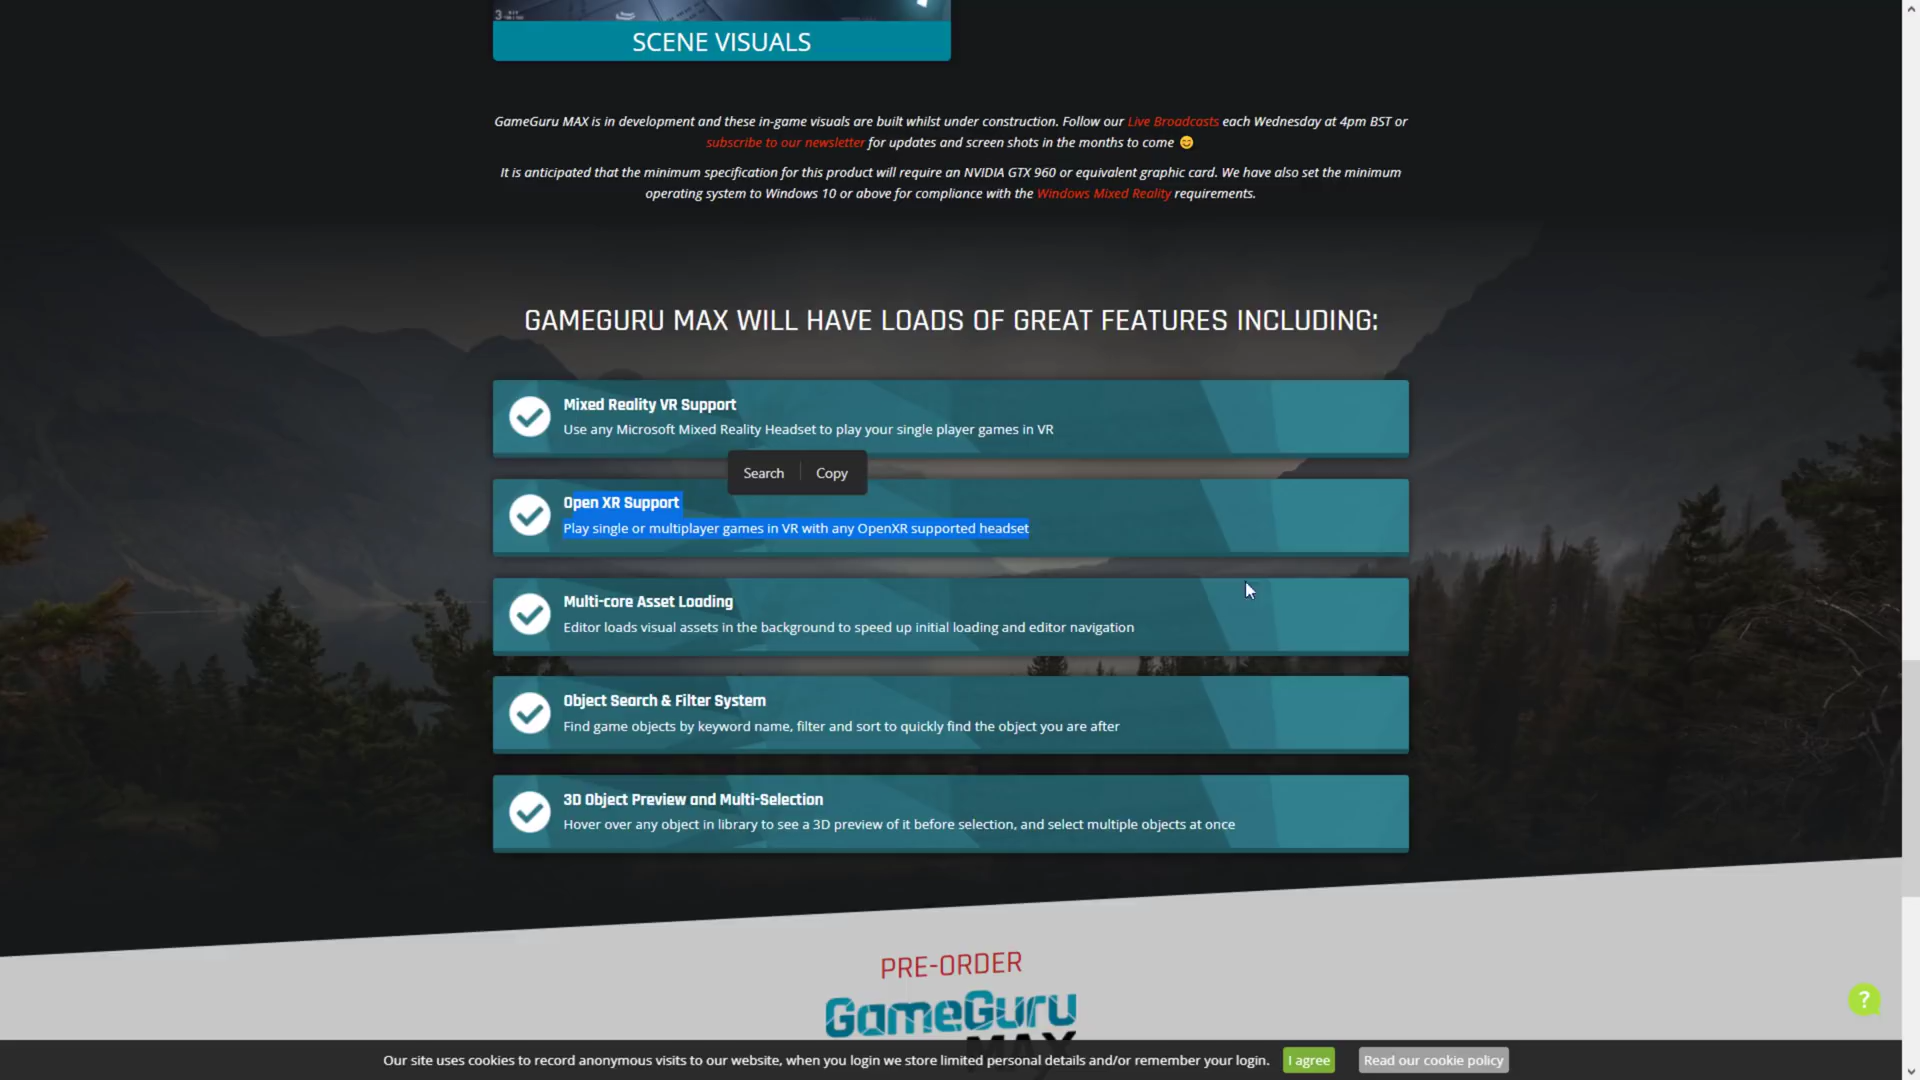 SCENE VISUALS
GameGuru MAX is in development and these in-game visuals are built whilst under construction. Follow our Live Broadcasts each Wednesday at 4pm BST or
subscribe to our newsletter for updates and screen shots in the months to come 😊
It is anticipated that the minimum specification for this product will require an NVIDIA GTX 960 or equivalent graphic card. We have also set the minimum
operating system to Windows 10 or above for compliance with the Windows Mixed Reality requirements.
GAMEGURU MAX WILL HAVE LOADS OF GREAT FEATURES INCLUDING:
Mixed Reality VR Support
Use any Microsoft Mixed Reality Headset to play your single player games in VR
Search Copy
Open XR Support
Play single or multiplayer games in VR with any OpenXR supported headset
Multi-core Asset Loading
Editor loads visual assets in the background to speed up initial loading and editor navigation
Object Search & Filter System
Find game objects by keyword name, filter and sort to quickly find the object you are after
3D Object Preview and Multi-Selection
Hover over any object in library to see a 3D preview of it before selection, and select multiple objects at once
PRE-ORDER
GameGuru
MAX
?
Our site uses cookies to record anonymous visits to our website, when you login we store limited personal details and/or remember your login. I agree Read our cookie policy